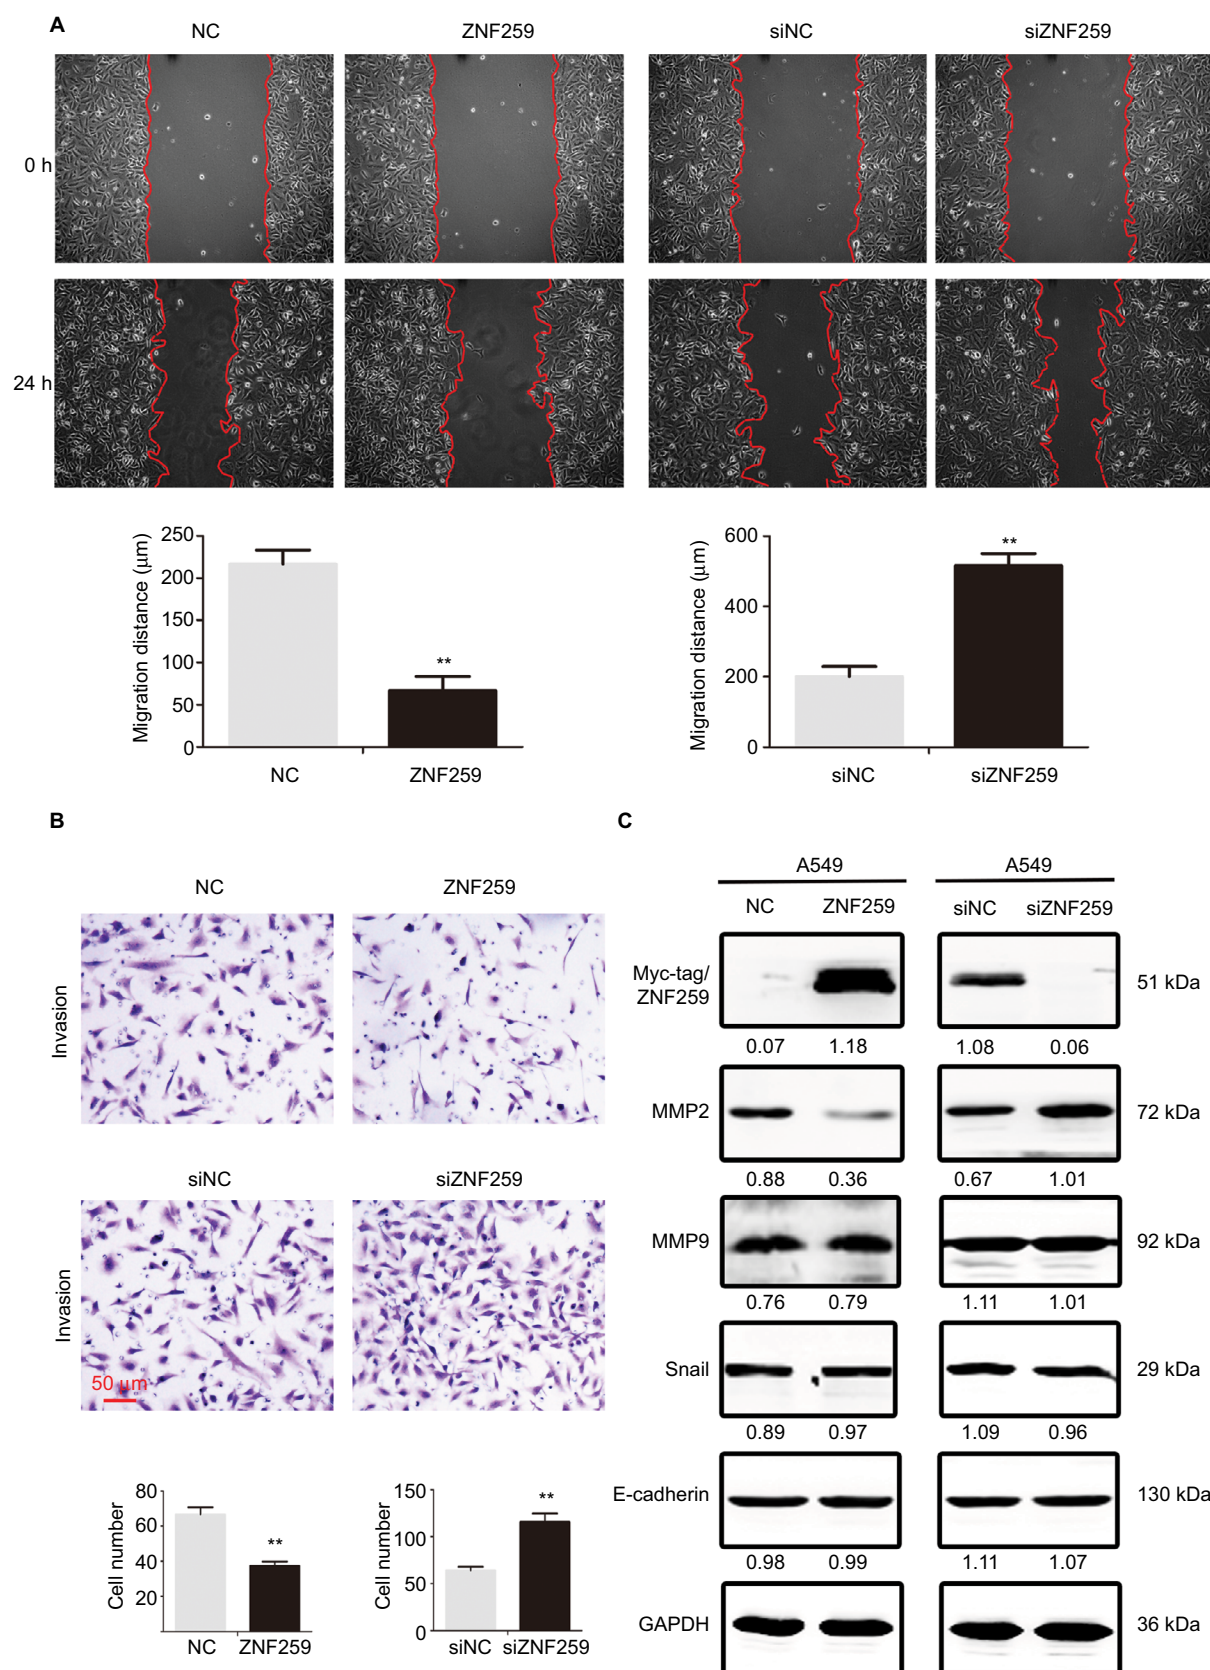 A
NC ZNF259 siNC siZNF259
0 h
24 h
Migration distance (μm)
250
200
150
100
50
0
**
NC ZNF259
Migration distance (μm)
600
400
200
0
**
siNC siZNF259
B
NC ZNF259
Invasion
siNC siZNF259
Invasion
50 μm
Cell number
80
60
40
20
**
NC ZNF259
Cell number
150
100
50
0
**
siNC siZNF259
C
A549 A549
NC ZNF259 siNC siZNF259
Myc-tag/
ZNF259
51 kDa
0.07 1.18 1.08 0.06
MMP2 72 kDa
0.88 0.36 0.67 1.01
MMP9 92 kDa
0.76 0.79 1.11 1.01
Snail 29 kDa
0.89 0.97 1.09 0.96
E-cadherin 130 kDa
0.98 0.99 1.11 1.07
GAPDH 36 kDa